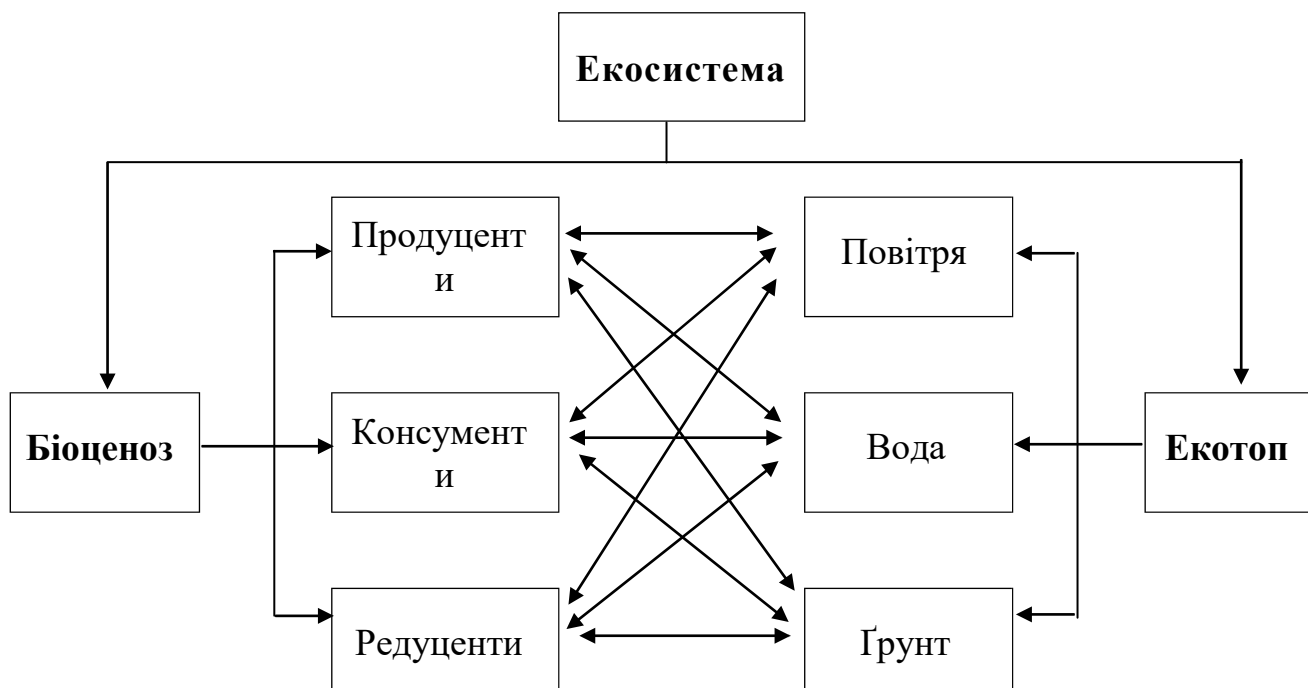 Екосистема
Продуцент
и
Повітря
Біоценоз
Консумент
и
Вода
Екотоп
Редуценти
Ґрунт